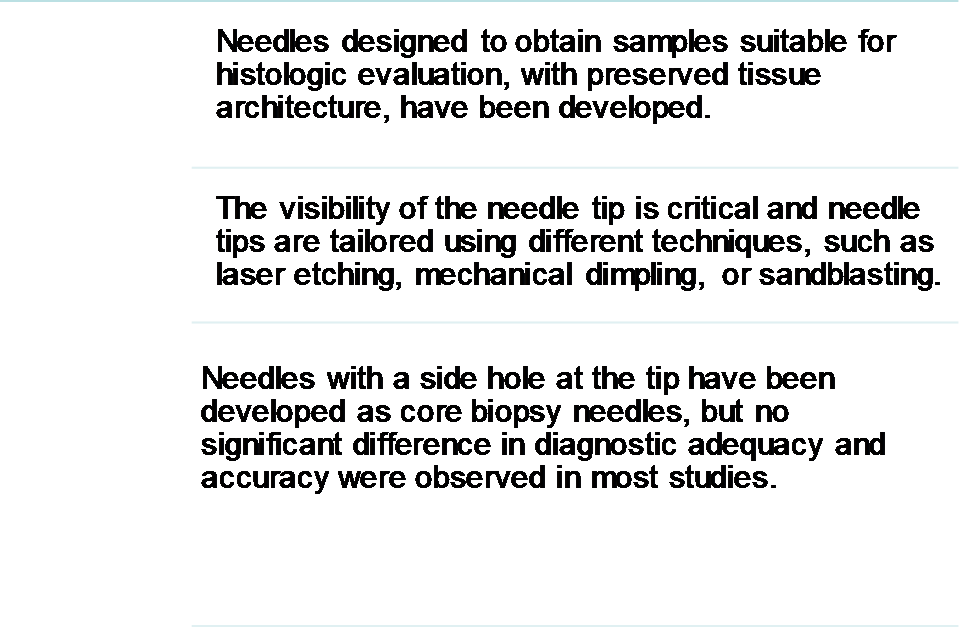 Needles designed to obtain samples suitable for
histologic evaluation, with preserved tissue
architecture, have been developed.
The visibility of the needle tip is critical and needle
tips are tailored using different techniques, such as
laser etching, mechanical dimpling, or sandblasting.
Needles with a side hole at the tip have been
developed as core biopsy needles, but no
significant difference in diagnostic adequacy and
accuracy were observed in most studies.